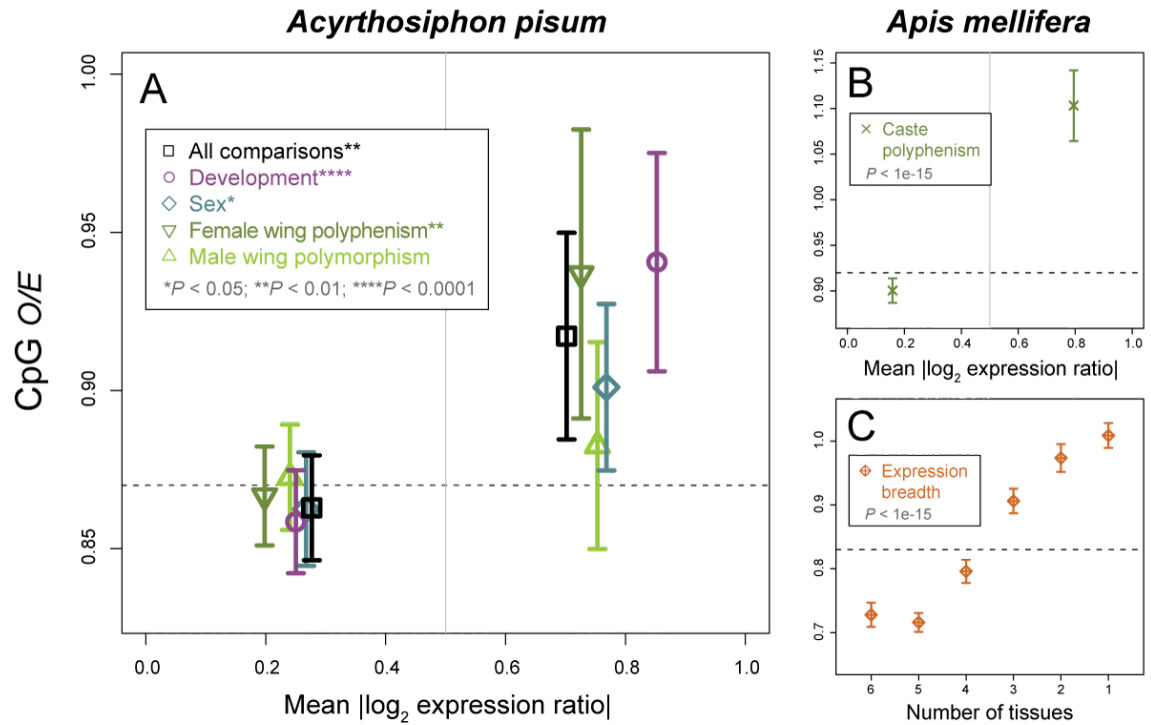 Acyrthosiphon pisum
Apis mellifera
A
All comparisons**
Development****
Sex*
Female wing polyphenism**
Male wing polymorphism
*P < 0.05; **P < 0.01; ****P < 0.0001
CpG O/E
1.00
0.95
0.90
0.85
0.0 0.2 0.4 0.6 0.8 1.0
Mean |log2 expression ratio|
B
Caste
polyphenism
P < 1e-15
1.15
1.10
1.05
1.00
0.95
0.90
0.0 0.2 0.4 0.6 0.8 1.0
Mean |log2 expression ratio|
C
Expression
breadth
P < 1e-15
1.0
0.9
0.8
0.7
6 5 4 3 2 1
Number of tissues